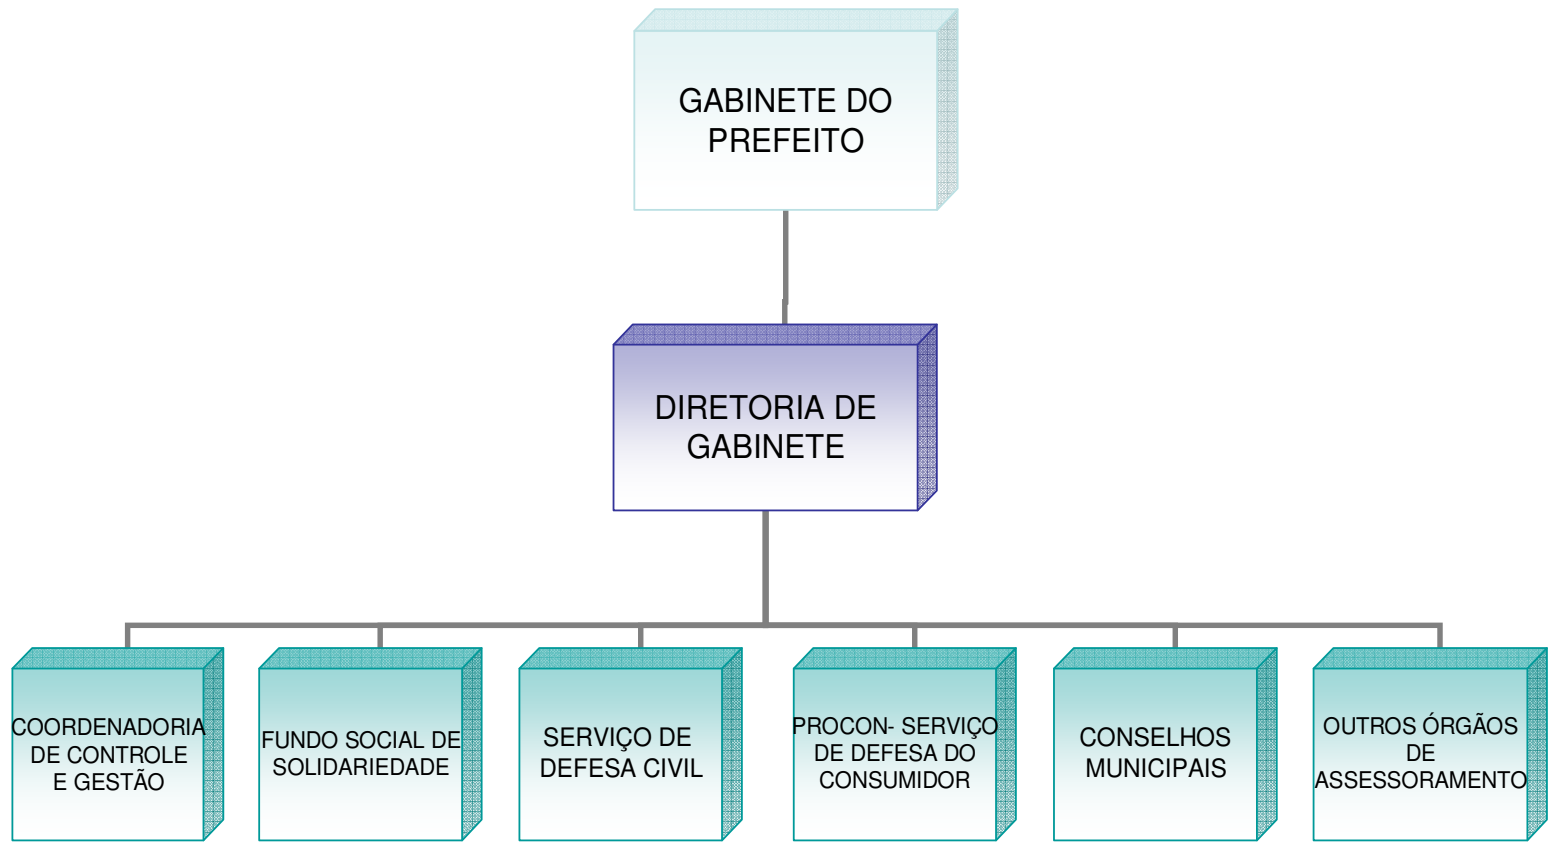 GABINETE DO
PREFEITO
DIRETORIA DE
GABINETE
COORDENADORIA
DE CONTROLE
E GESTÃO
FUNDO SOCIAL DE
SOLIDARIEDADE
SERVIÇO DE
DEFESA CIVIL
PROCON- SERVIÇO
DE DEFESA DO
CONSUMIDOR
CONSELHOS
MUNICIPAIS
OUTROS ÓRGÃOS
DE
ASSESSORAMENTO